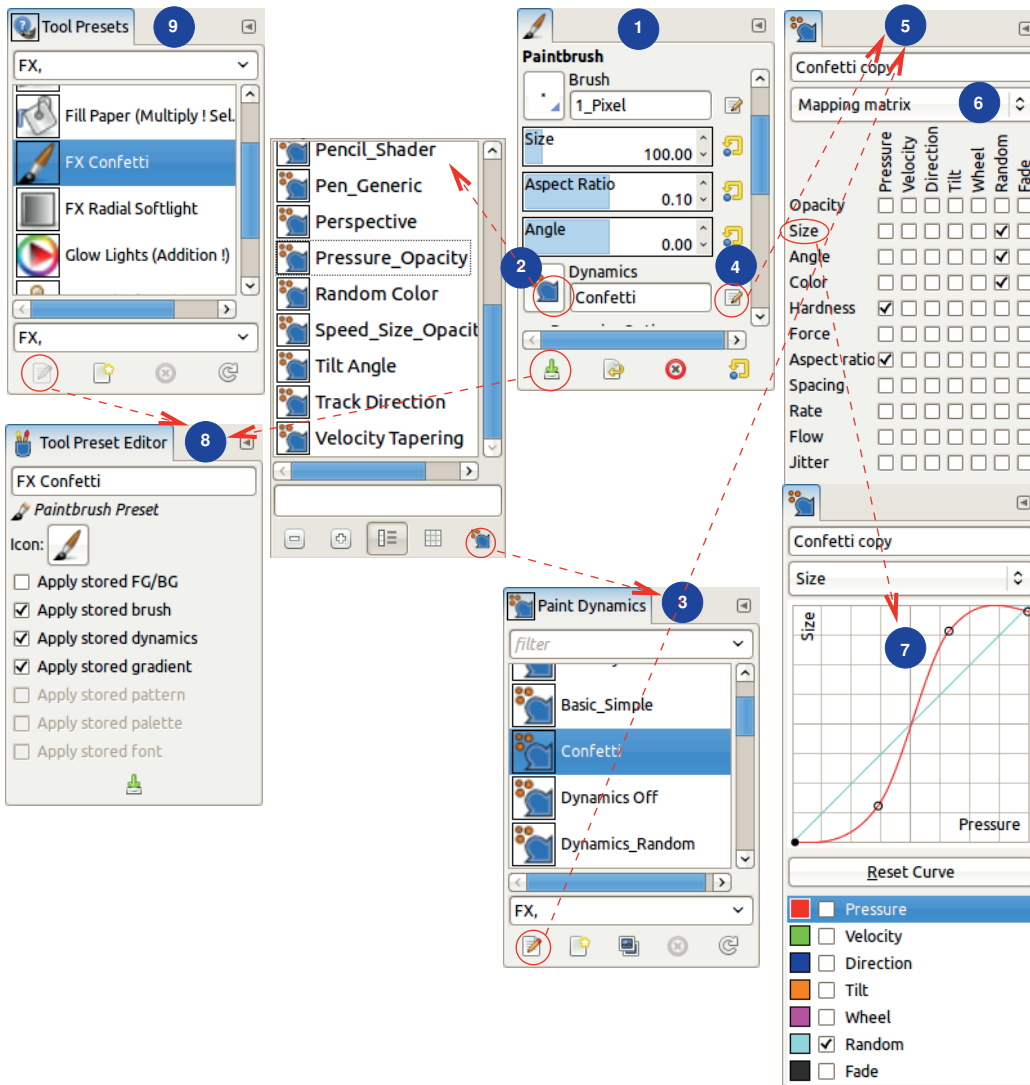 Tool Presets 9
FX,
Fill Paper (Multiply ! Sel.
FX Confetti
FX Radial Softlight
Glow Lights (Addition !)
FX,
8
Tool Preset Editor
FX Confetti
Paintbrush Preset
Icon:
Apply stored FG/BG
Apply stored brush
Apply stored dynamics
Apply stored gradient
Apply stored pattern
Apply stored palette
Apply stored font
Pencil_Shader
Pen_Generic
Perspective
Pressure_Opacity
Random Color
Speed_Size_Opacit
Tilt Angle
Track Direction
Velocity Tapering
1
Paintbrush
Brush
1_Pixel
Size
100.00
Aspect Ratio
0.10
Angle
0.00
2
4
Dynamics
Confetti
Paint Dynamics 3
filter
Basic_Simple
Confetti
Dynamics Off
Dynamics_Random
FX,
5
Confetti copy
Mapping matrix 6
Pressure
Velocity
Direction
Tilt
Wheel
Random
Fade
Opacity
Size
Angle
Color
Hardness
Force
Aspect ratio
Spacing
Rate
Flow
Jitter
Confetti copy
Size
Size
7
Pressure
Reset Curve
Pressure
Velocity
Direction
Tilt
Wheel
Random
Fade